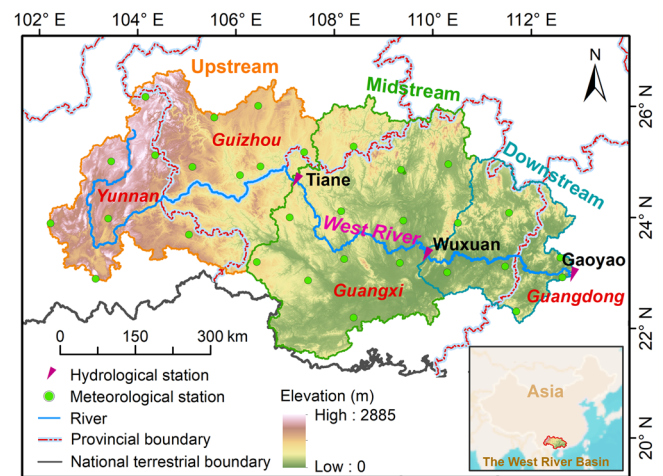 102°E 104°E 106°E 108°E 110°E 112°E
N
Upstream
Midstream
26°N
Guizhou
Downstream
Tiane
Yunnan
24°N
West River
Wuxuan
Gaoyao
Guangxi
Guangdong
0 150 300 km
22°N
Hydrological station
Meteorological station
River
Provincial boundary
National terrestrial boundary
Elevation (m)
High : 2885
Low : 0
Asia
20°N
The West River Basin